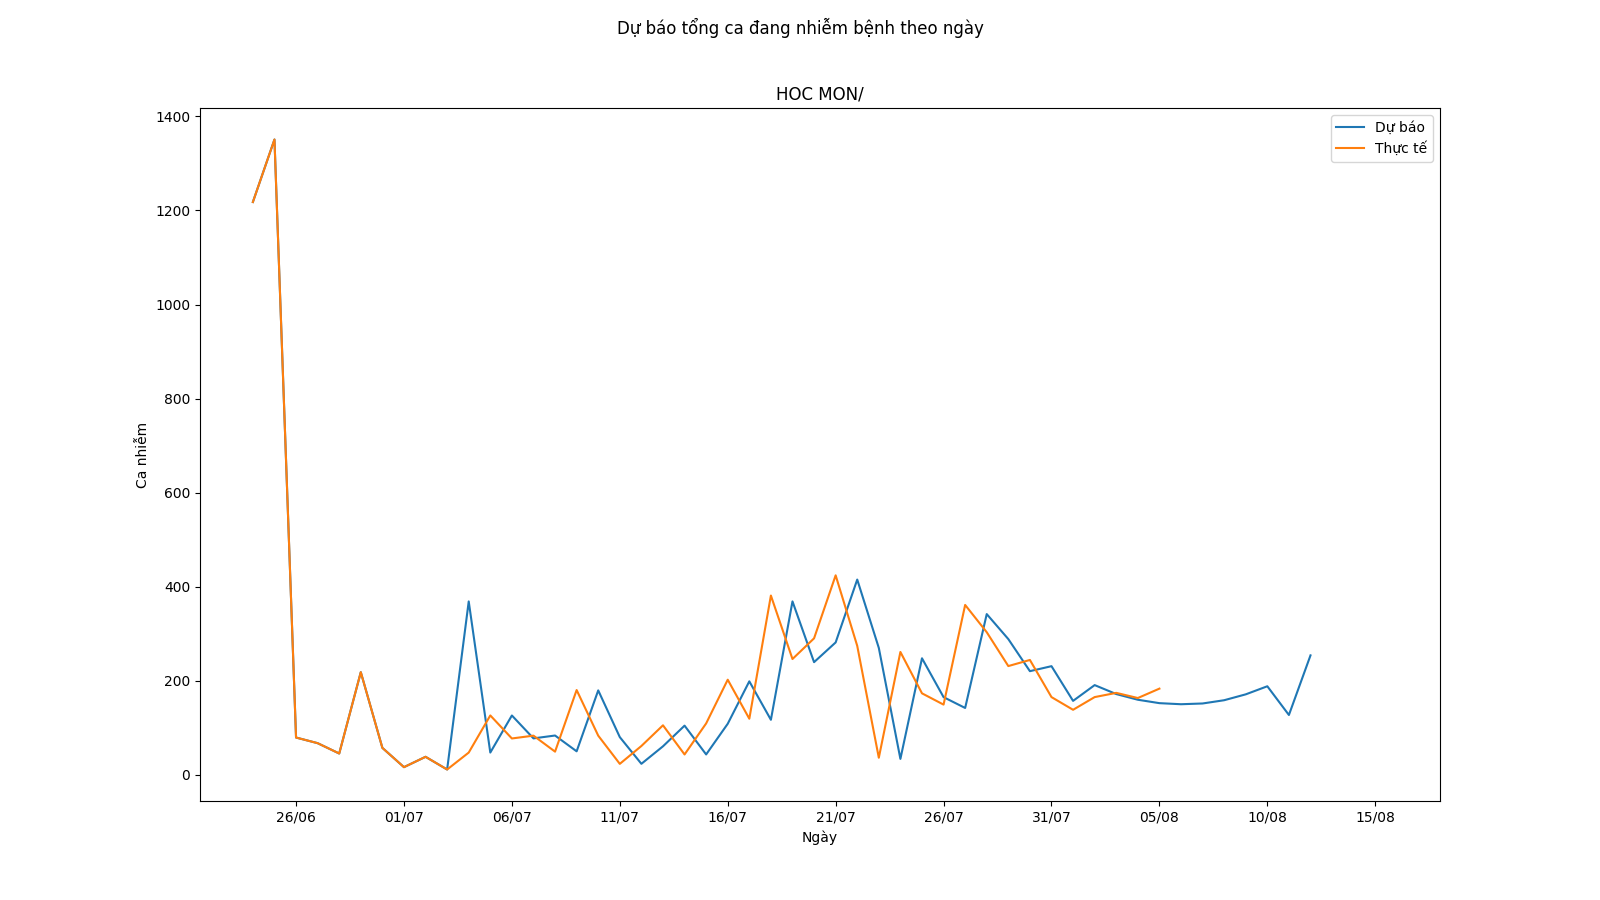 Dự báo tổng ca đang nhiễm bệnh theo ngày
HOC MON/
Dự báo
Thực tế
1400
1200
1000
800
600
400
200
0
Ca nhiễm
26/06 01/07 06/07 11/07 16/07 21/07 26/07 31/07 05/08 10/08 15/08
Ngày